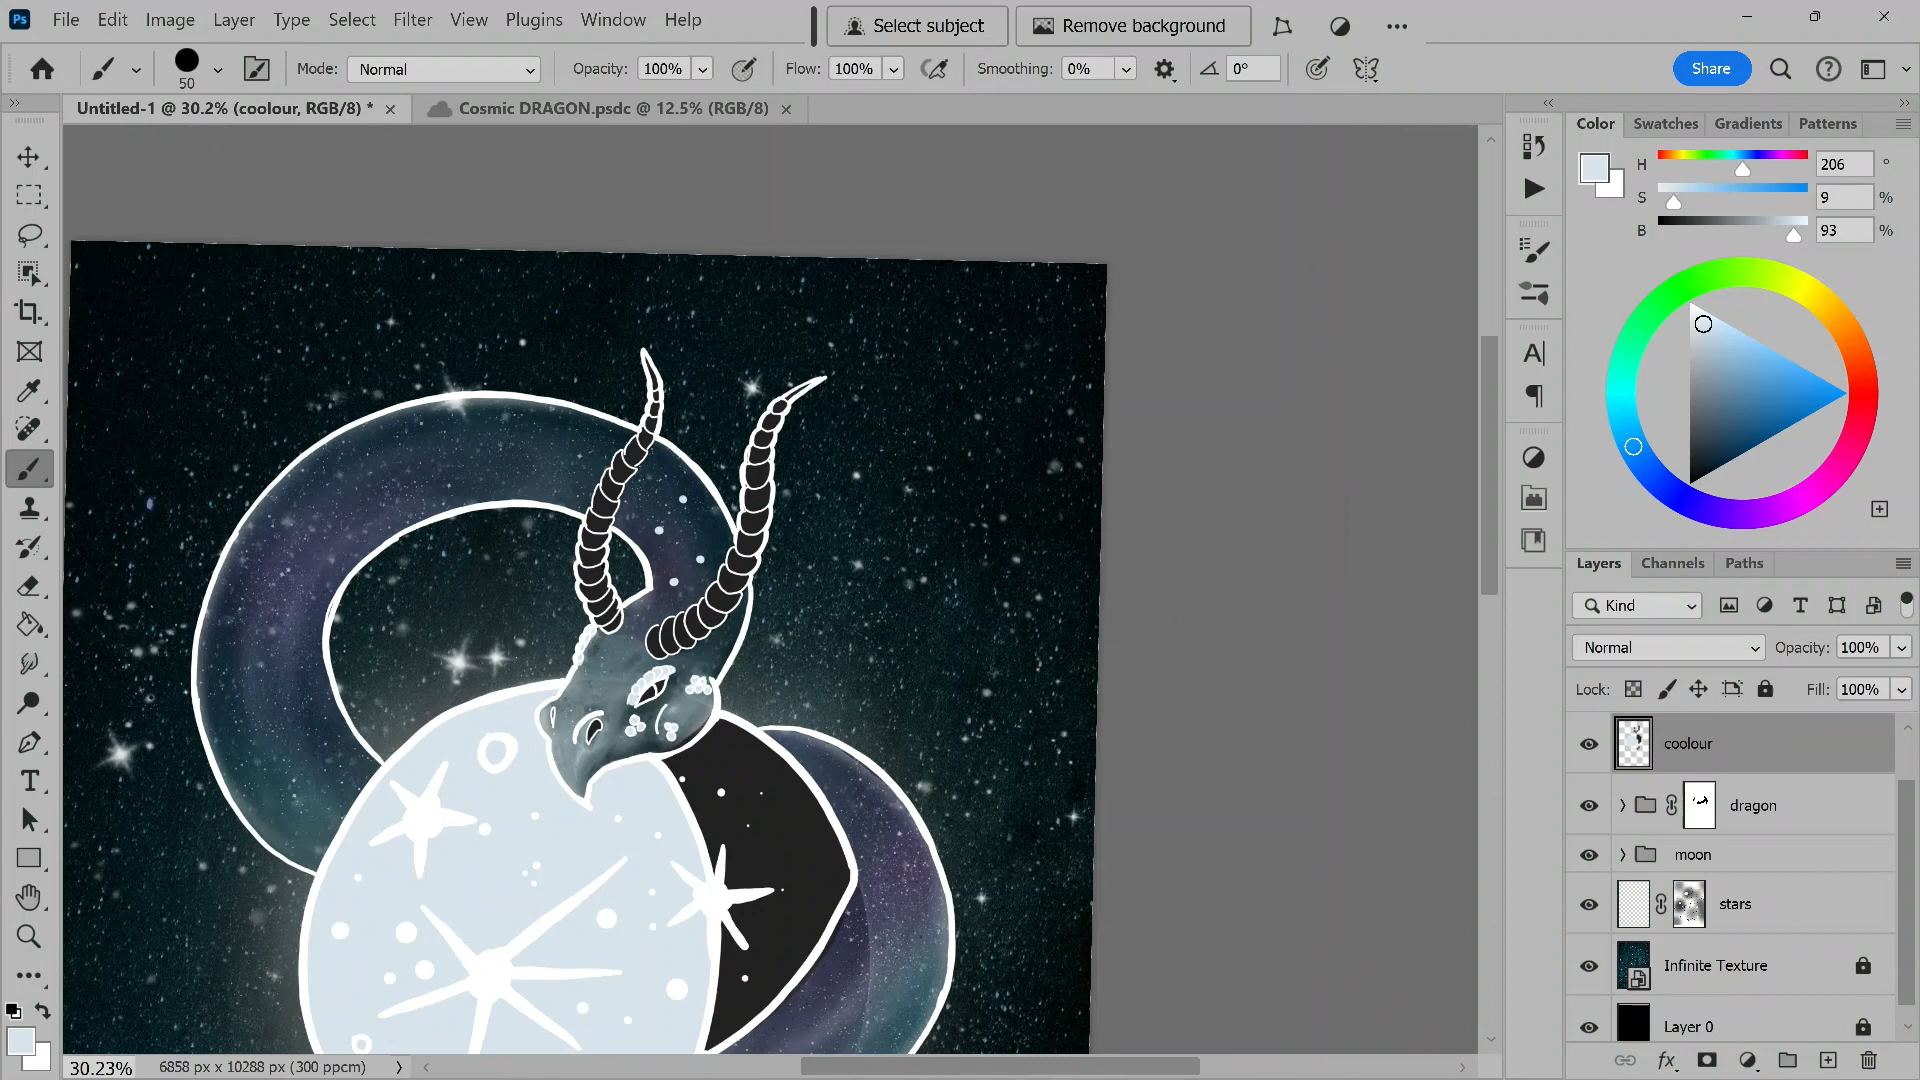 Ps File Edit Image Layer Type Select Filter View Plugins Window Help Select subject Remove background
50 Mode: Normal Opacity: 100% Flow: 100% Smoothing: 0% 0° Share
Untitled-1 @ 30.2% (coolour, RGB/8) * Cosmic DRAGON.psdc @ 12.5% (RGB/8)
Color Swatches Gradients Patterns
H 206 °
S 9 %
B 93 %
Layers Channels Paths
Kind
Normal Opacity: 100%
Lock: Fill: 100%
coolour
dragon
moon
stars
Infinite Texture
Layer 0
30.23% 6858 px x 10288 px (300 ppcm)